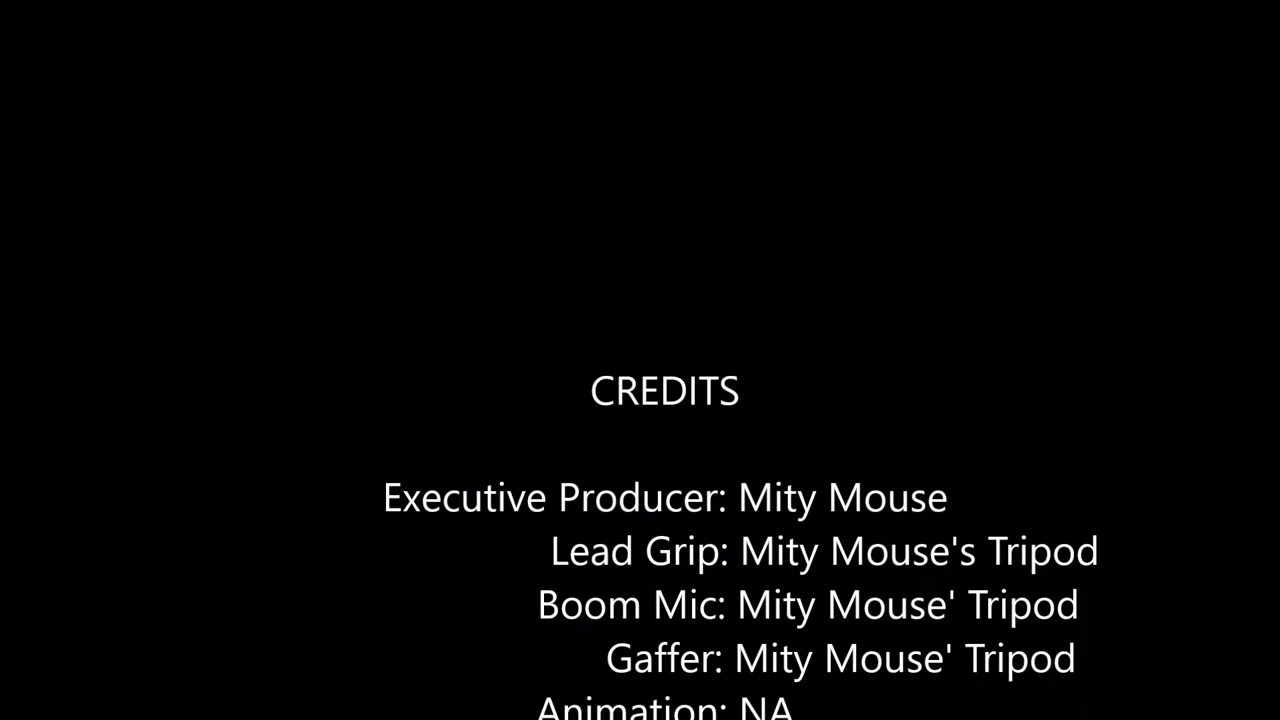 CREDITS
Executive Producer: Mity Mouse
Lead Grip: Mity Mouse's Tripod
Boom Mic: Mity Mouse' Tripod
Gaffer: Mity Mouse' Tripod
Animation: NA